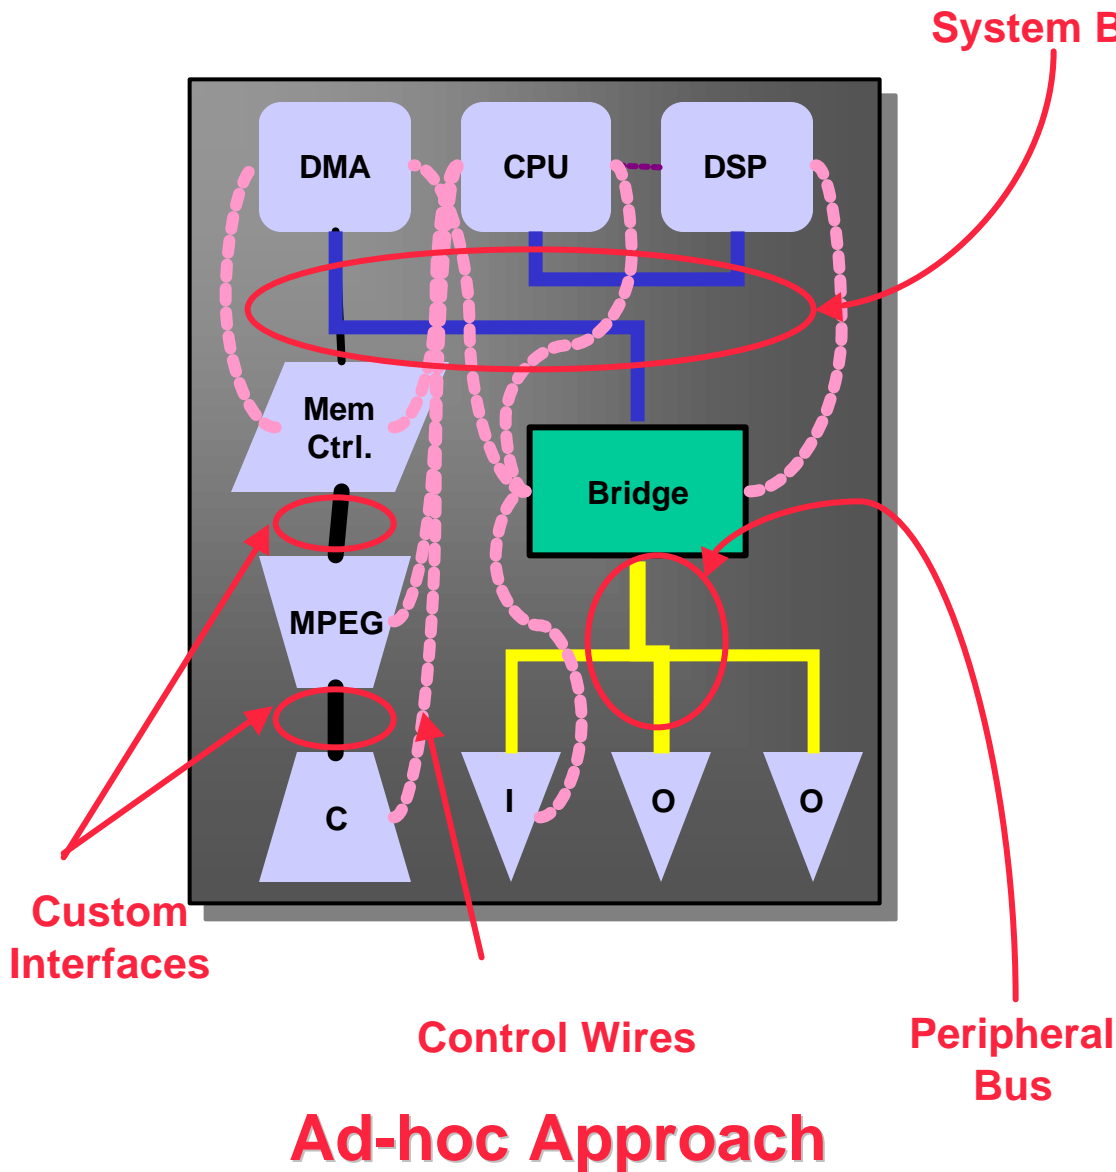 System B
DMA
CPU
DSP
Mem
Ctrl.
Bridge
MPEG
I
O
O
C
Custom
Interfaces
Control Wires
Peripheral
Bus
Ad-hoc Approach